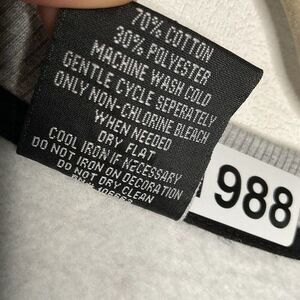 70% COTTON
30% POLYESTER
MACHINE WASH COLD
GENTLE CYCLE SEPERATELY
ONLY NON-CHLORINE BLEACH
WHEN NEEDED
DRY FLAT
COOL IRON IF NECESSARY
DO NOT IRON ON DECORATION
DO NOT DRY CLEAN
988